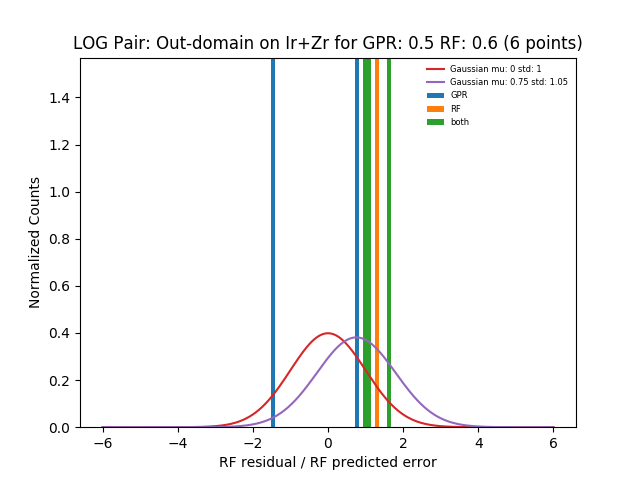 LOG Pair: Out-domain on Ir+Zr for GPR: 0.5 RF: 0.6 (6 points)
Gaussian mu: 0 std: 1
Gaussian mu: 0.75 std: 1.05
GPR
RF
both
Normalized Counts
1.4
1.2
1.0
0.8
0.6
0.4
0.2
0.0
−6 −4 −2 0 2 4 6
RF residual / RF predicted error